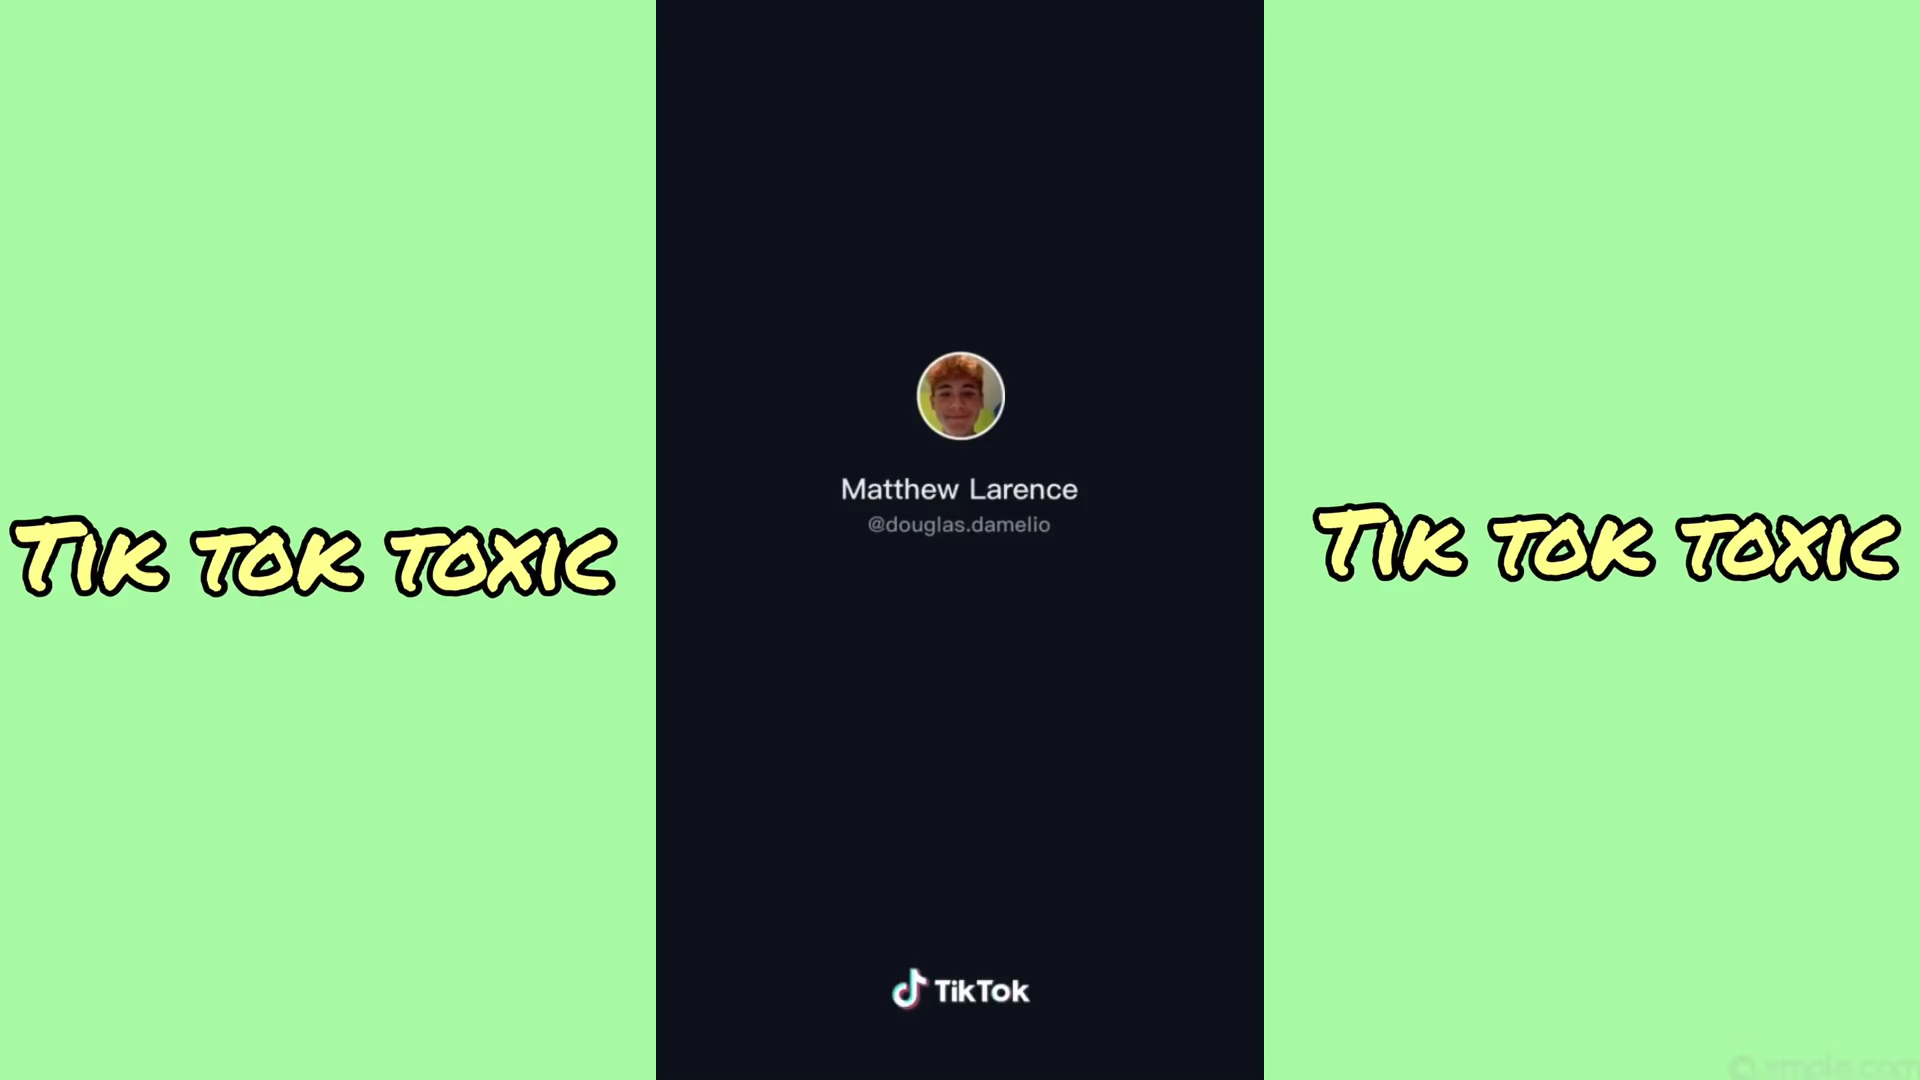 Matthew Larence
@douglas.damelio
Tik tok toxic
Tik tok toxic
TikTok